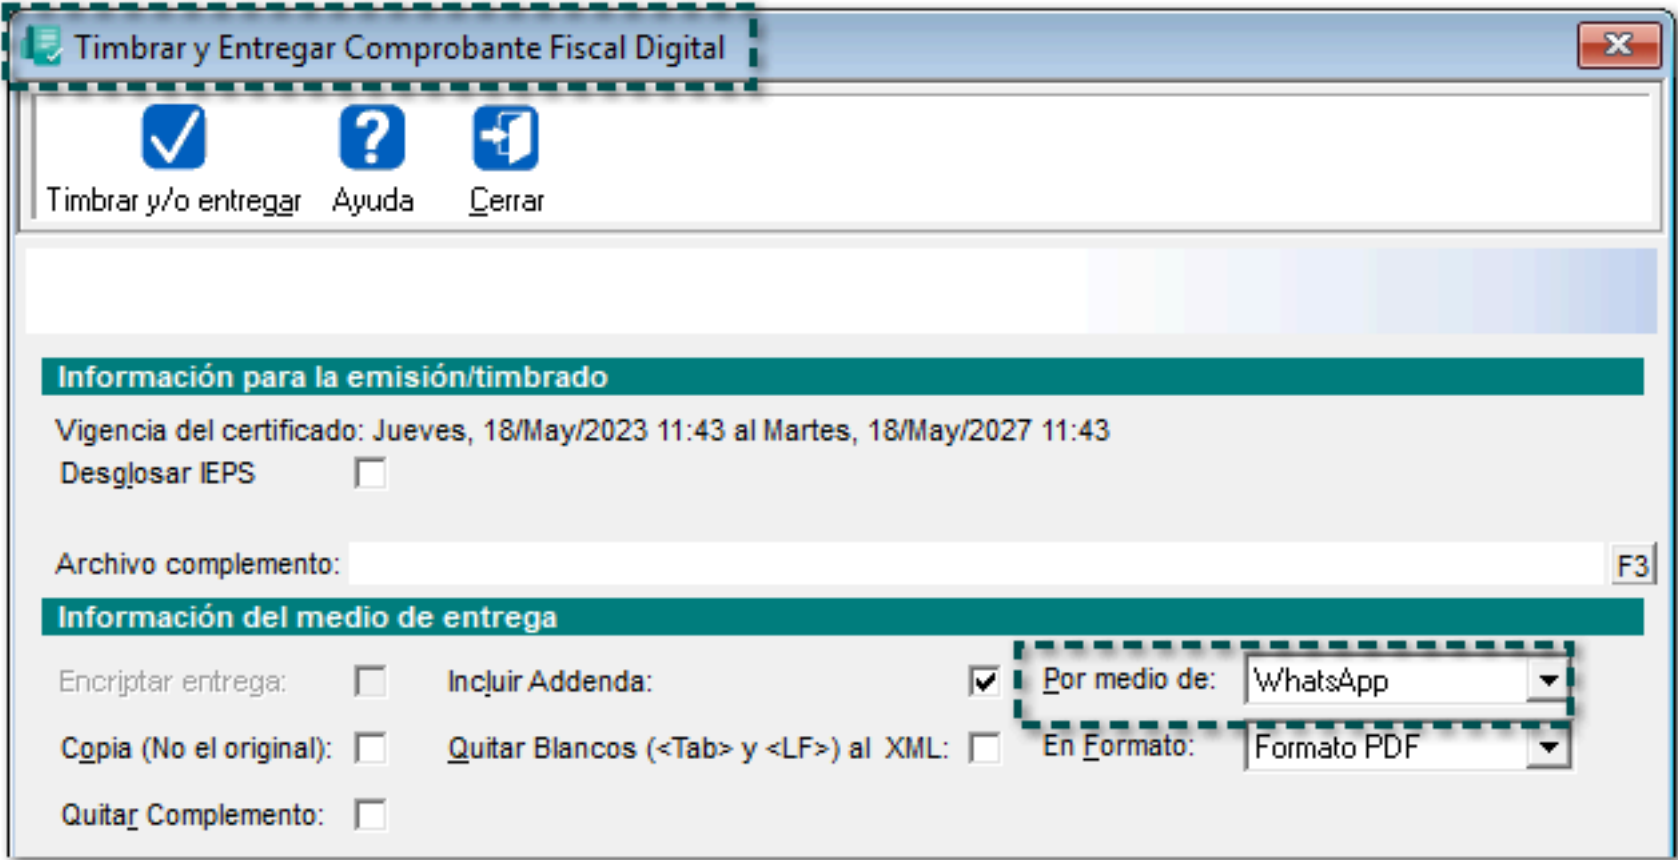 Timbrar y Entregar Comprobante Fiscal Digital
Timbrar y/o entregar Ayuda Cerrar
Información para la emisión/timbrado
Vigencia del certificado: Jueves, 18/May/2023 11:43 al Martes, 18/May/2027 11:43
Desglosar IEPS
Archivo complemento: F3
Información del medio de entrega
Encriptar entrega: Incluir Addenda: Por medio de: WhatsApp
Copia (No el original): Quitar Blancos (<Tab> y <LF>) al XML: En Formato: Formato PDF
Quitar Complemento: